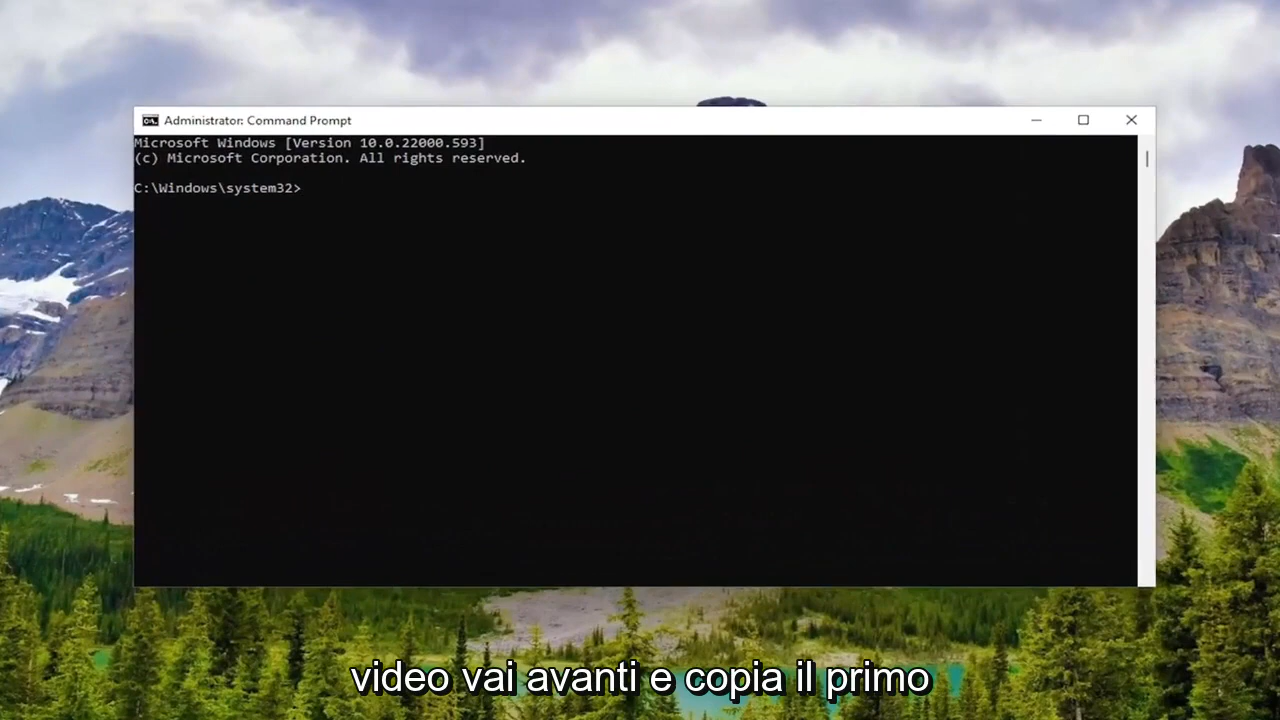 Administrator: Command Prompt
Microsoft Windows [Version 10.0.22000.593]
(c) Microsoft Corporation. All rights reserved.
C:\Windows\system32>
video vai avanti e copia il primo